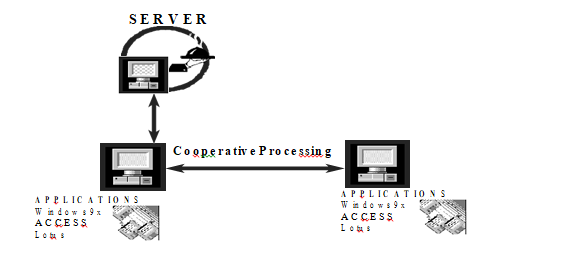 SERVER
Cooperative Processing
APPLICATIONS
Windows9x
ACCESS
Lotus
APPLICATIONS
Windows9x
ACCESS
Lotus